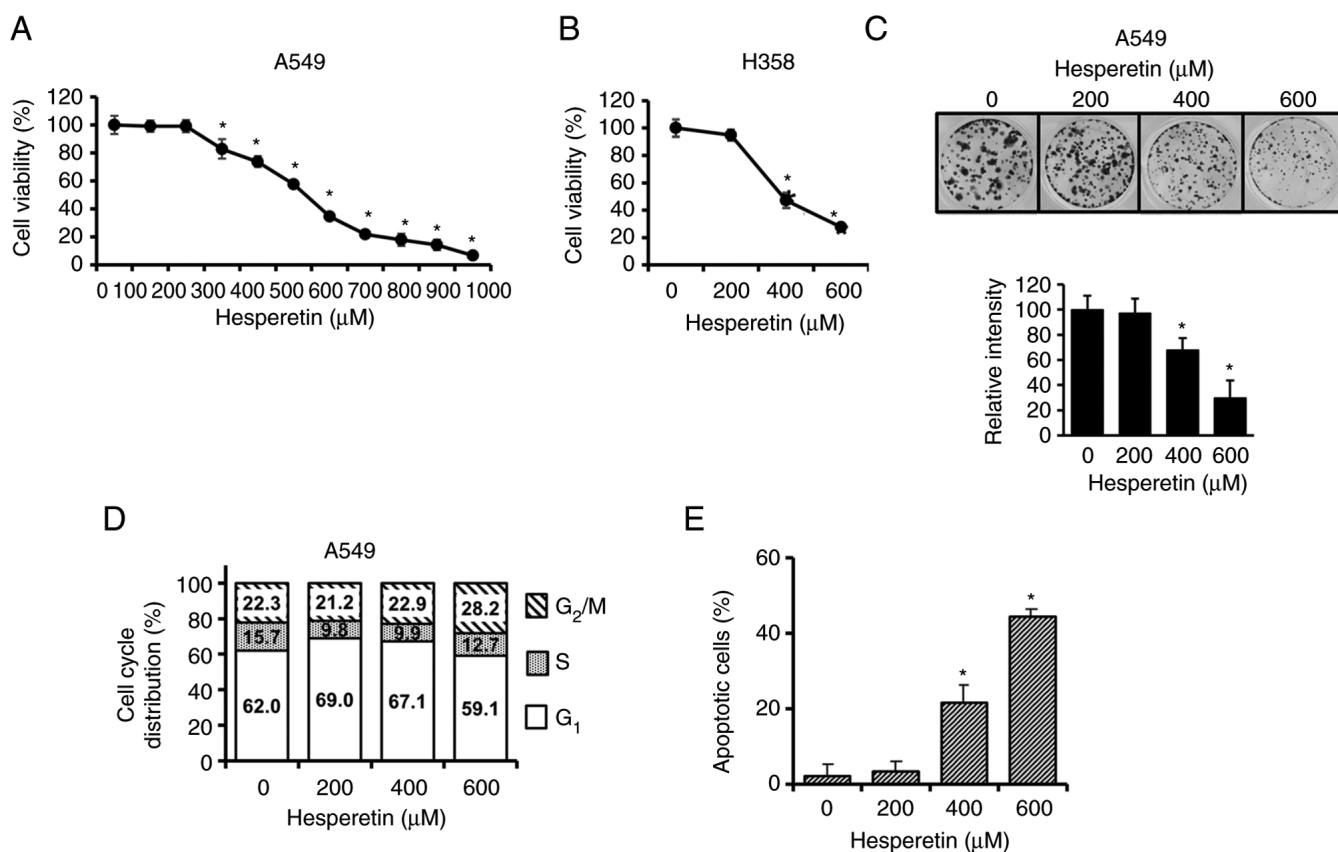 A
A549
Cell viability (%)
120
100
80
60
40
20
0
* * * * * * * *
0 100 200 300 400 500 600 700 800 900 1000
Hesperetin (μM)
B
H358
Cell viability (%)
120
100
80
60
40
20
0
* *
0 200 400 600
Hesperetin (μM)
C
A549
Hesperetin (μM)
0 200 400 600
Relative intensity
120
100
80
60
40
20
0
* *
0 200 400 600
Hesperetin (μM)
D
A549
Cell cycle
distribution (%)
100
80
60
40
20
0
22.3 21.2 22.9 28.2
15.7 9.8 9.9 12.7
62.0 69.0 67.1 59.1
G₂/M
S
G₁
0 200 400 600
Hesperetin (μM)
E
Apoptotic cells (%)
60
40
20
0
* *
0 200 400 600
Hesperetin (μM)